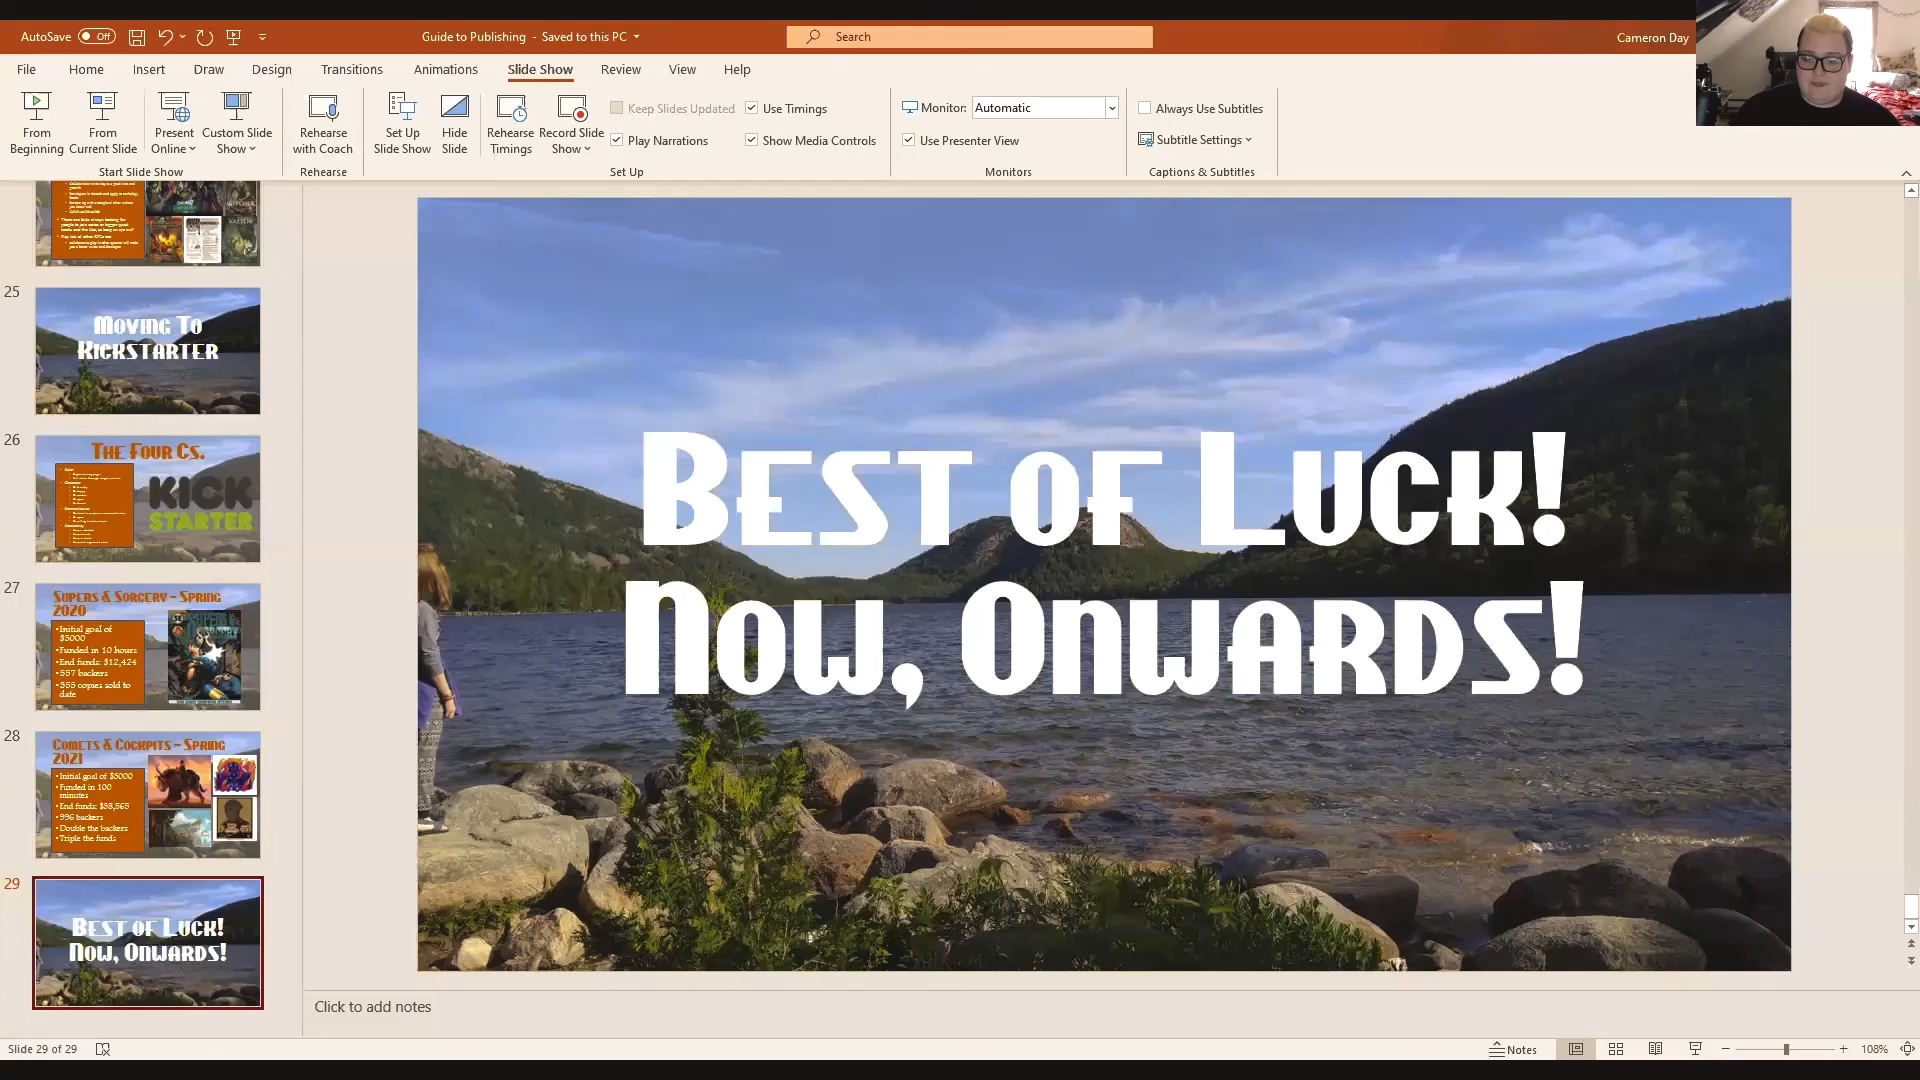 AutoSave Off
Guide to Publishing - Saved to this PC
Search
Cameron Day
File Home Insert Draw Design Transitions Animations Slide Show Review View Help
From Beginning
From Current Slide
Present Online
Custom Slide Show
Start Slide Show
Rehearse with Coach
Rehearse
Set Up Slide Show
Hide Slide
Rehearse Timings
Record Slide Show
Keep Slides Updated
Use Timings
Play Narrations
Show Media Controls
Set Up
Monitor: Automatic
Use Presenter View
Monitors
Always Use Subtitles
Subtitle Settings
Captions & Subtitles
25
Moving To
Kickstarter
26
The Four Cs.
KICK
STARTER
27
Supers & Sorcery – Spring
2020
•Initial goal of
$5000
•Funded in 10 hours
•End funds: $12,424
•557 backers
•355 copies sold to
date
28
Comets & Cockpits – Spring
2021
•Initial goal of $5000
•Funded in 100
minutes
•End funds: $38,565
•996 backers
•Double the backers
•Triple the funds
29
Best of Luck!
Now, Onwards!
Best of Luck!
Now, Onwards!
Click to add notes
Slide 29 of 29
Notes
108%